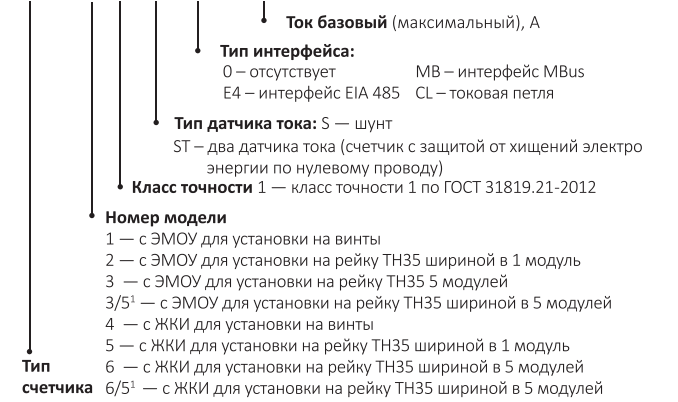 Ток базовый (максимальный), А
Тип интерфейса:
0 – отсутствует MB – интерфейс MBus
E4 – интерфейс EIA 485 CL – токовая петля
Тип датчика тока: S — шунт
ST – два датчика тока (счетчик с защитой от хищений электро
энергии по нулевому проводу)
Класс точности 1 — класс точности 1 по ГОСТ 31819.21-2012
Номер модели
1 — с ЭМОУ для установки на винты
2 — с ЭМОУ для установки на рейку ТН35 шириной в 1 модуль
3 — с ЭМОУ для установки на рейку ТН35 5 модулей
3/5¹ — с ЭМОУ для установки на рейку ТН35 шириной в 5 модулей
4 — с ЖКИ для установки на винты
5 — с ЖКИ для установки на рейку ТН35 шириной в 1 модуль
6 — с ЖКИ для установки на рейку ТН35 шириной в 5 модулей
6/5¹ — с ЖКИ для установки на рейку ТН35 шириной в 5 модулей
Тип
счетчика